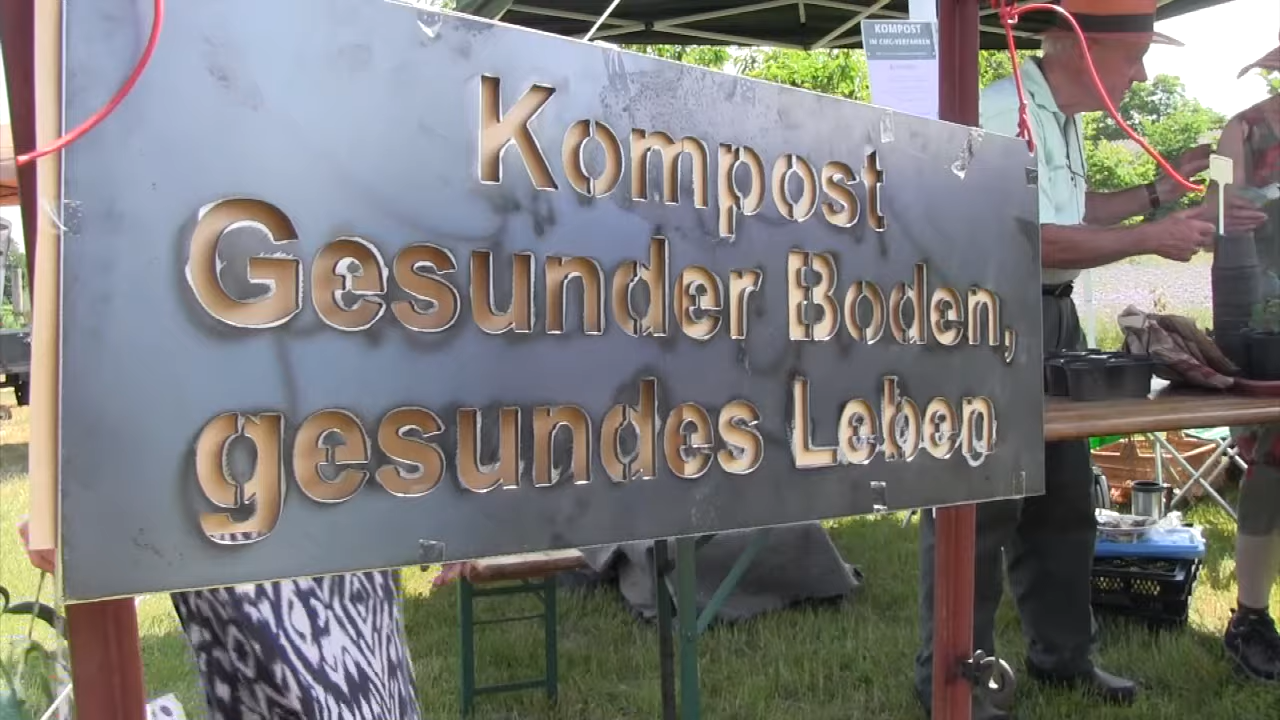 KOMPOST
IM CMC-VERFAHREN
Kompost
Gesunder Boden,
gesundes Leben